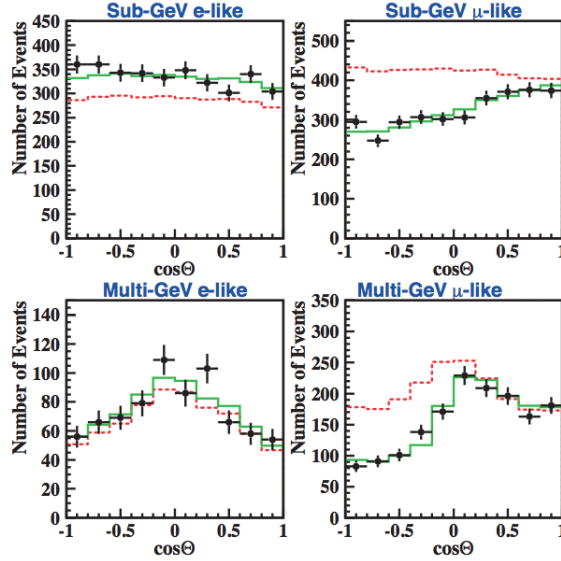 Sub-GeV e-like
Number of Events
450
400
350
300
250
200
150
100
50
0
-1 -0.5 0 0.5 1
cosΘ
Sub-GeV μ-like
Number of Events
500
400
300
200
100
0
-1 -0.5 0 0.5 1
cosΘ
Multi-GeV e-like
Number of Events
140
120
100
80
60
40
20
0
-1 -0.5 0 0.5 1
cosΘ
Multi-GeV μ-like
Number of Events
350
300
250
200
150
100
50
0
-1 -0.5 0 0.5 1
cosΘ